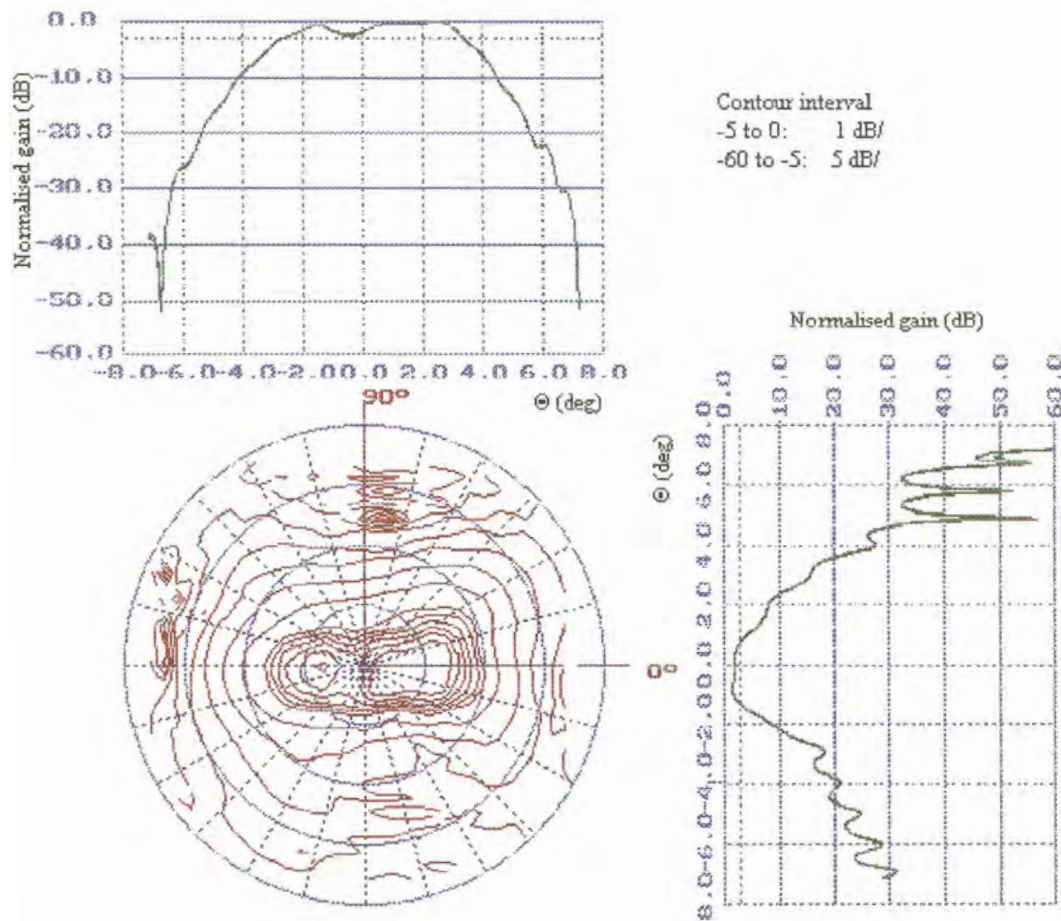 0.0
-10.0
-20.0
-30.0
-40.0
-50.0
-60.0
Normalised gain (dB)
-8.0 -6.0 -4.0 -2.0 0.0 2.0 4.0 6.0 8.0
Θ (deg)
Contour interval
-5 to 0: 1 dB/
-60 to -5: 5 dB/
90º
0º
Normalised gain (dB)
0.0 10.0 20.0 30.0 40.0 50.0 60.0
Θ (deg)
8.0 -6.0 -4.0 -2.0 0.0 2.0 4.0 6.0 8.0